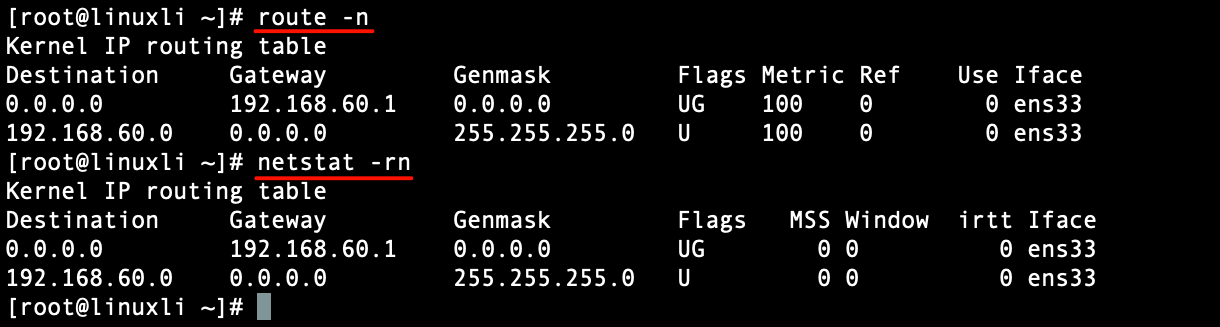 [root@linuxli ~]# route -n
Kernel IP routing table
Destination     Gateway         Genmask         Flags Metric Ref    Use Iface
0.0.0.0         192.168.60.1    0.0.0.0         UG    100    0        0 ens33
192.168.60.0    0.0.0.0         255.255.255.0   U     100    0        0 ens33
[root@linuxli ~]# netstat -rn
Kernel IP routing table
Destination     Gateway         Genmask         Flags   MSS Window  irtt Iface
0.0.0.0         192.168.60.1    0.0.0.0         UG        0 0          0 ens33
192.168.60.0    0.0.0.0         255.255.255.0   U         0 0          0 ens33
[root@linuxli ~]#